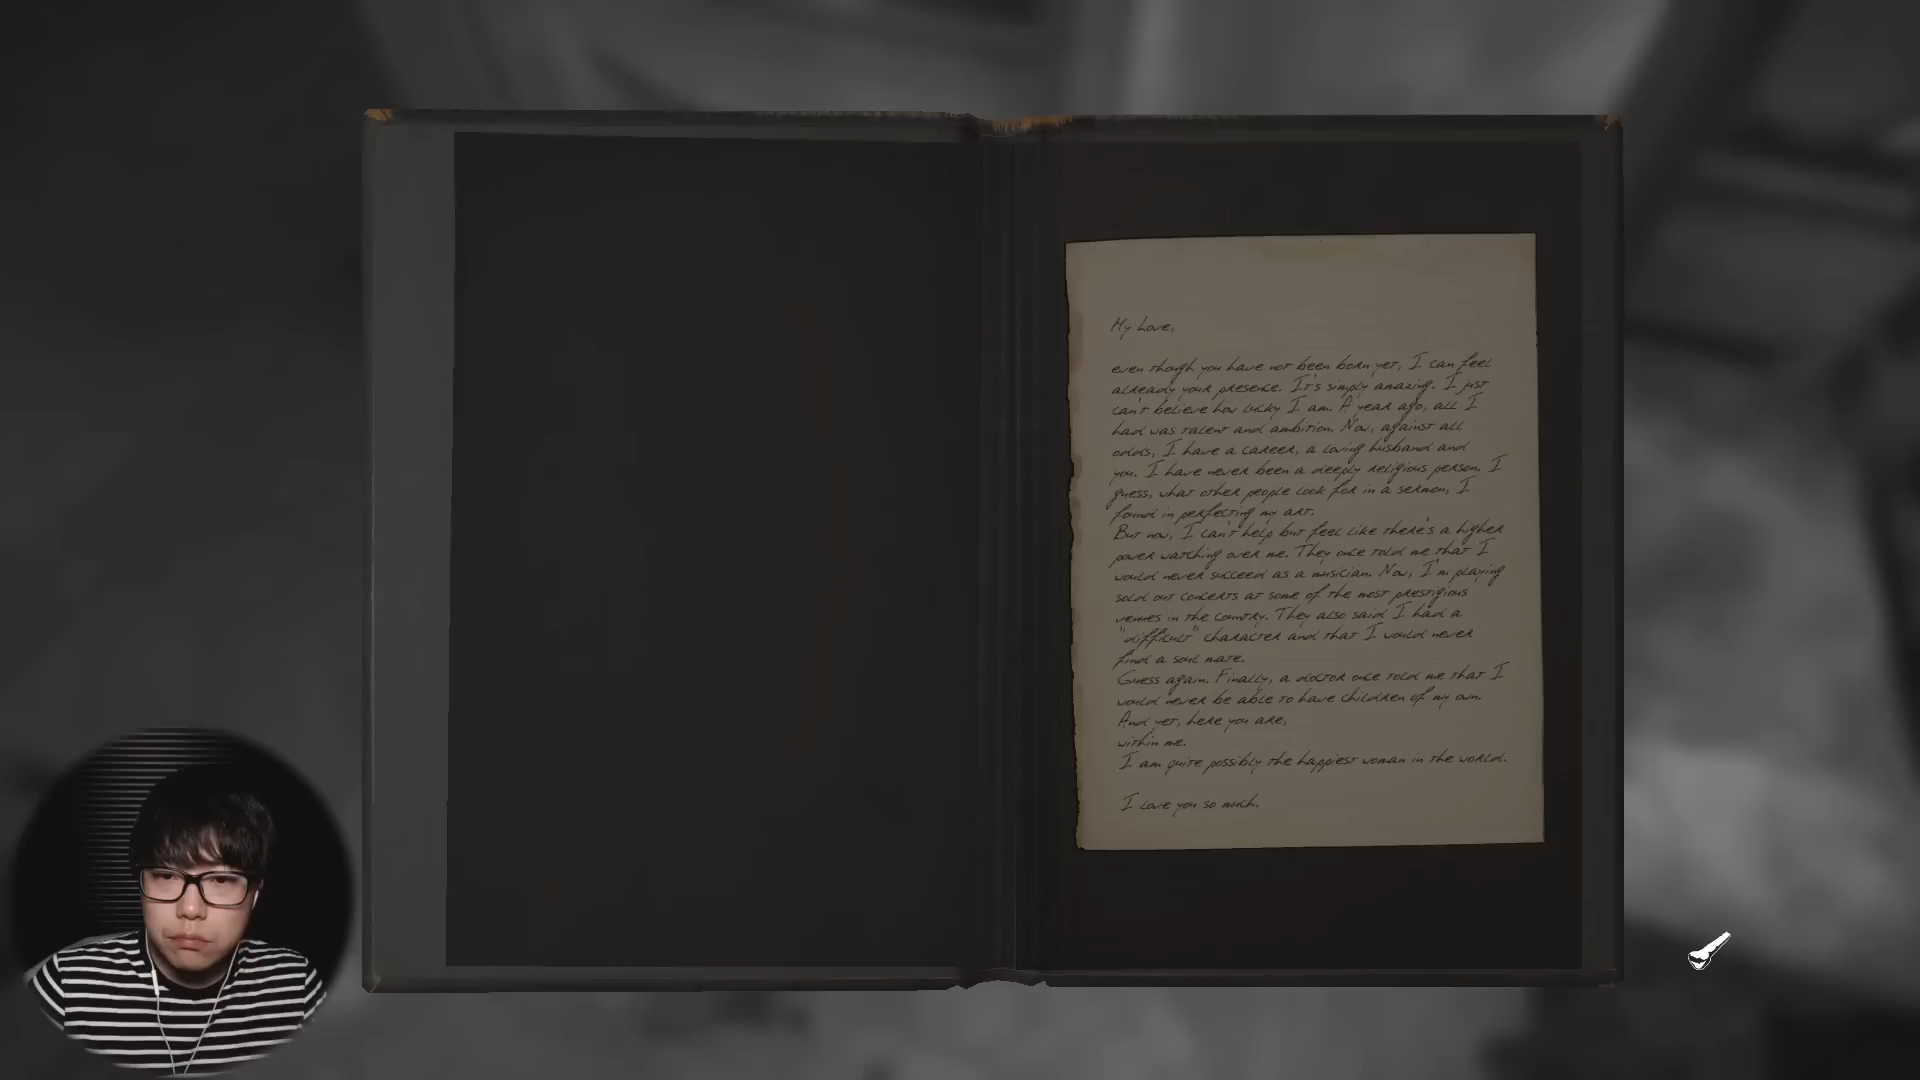 My Love,
even though you have not been born yet, I can feel
already your presence. It's simply amazing. I just
can't believe how lucky I am. A year ago, all I
had was talent and ambition. Now, against all
odds, I have a career, a loving husband and
you. I have never been a deeply religious person. I
guess, what other people look for in a sermon, I
found in perfecting my art.
But now, I can't help but feel like there's a higher
power watching over me. They once told me that I
would never succeed as a musician. Now, I'm playing
sold out concerts at some of the most prestigious
venues in the country. They also said I had a
"difficult" character and that I would never
find a soul mate.
Guess again. Finally, a doctor once told me that I
would never be able to have children of my own.
And yet, here you are,
within me.
I am quite possibly the happiest woman in the world.
I love you so much.